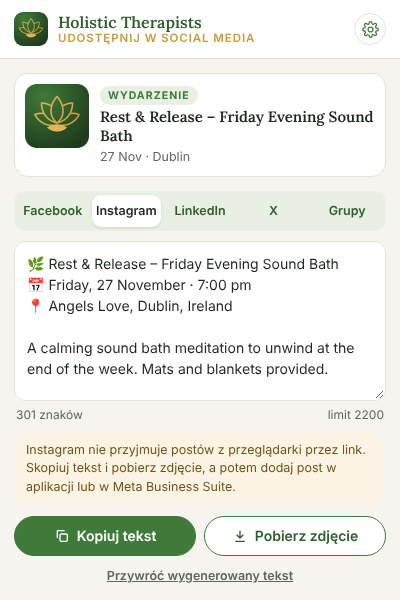 Holistic Therapists
UDOSTĘPNIJ W SOCIAL MEDIA
WYDARZENIE
Rest & Release – Friday Evening Sound
Bath
27 Nov · Dublin
Facebook Instagram LinkedIn X Grupy
🌿 Rest & Release – Friday Evening Sound Bath
📅 Friday, 27 November · 7:00 pm
📍 Angels Love, Dublin, Ireland
A calming sound bath meditation to unwind at the
end of the week. Mats and blankets provided.
301 znaków limit 2200
Instagram nie przyjmuje postów z przeglądarki przez link.
Skopiuj tekst i pobierz zdjęcie, a potem dodaj post w
aplikacji lub w Meta Business Suite.
Kopiuj tekst Pobierz zdjęcie
Przywróć wygenerowany tekst